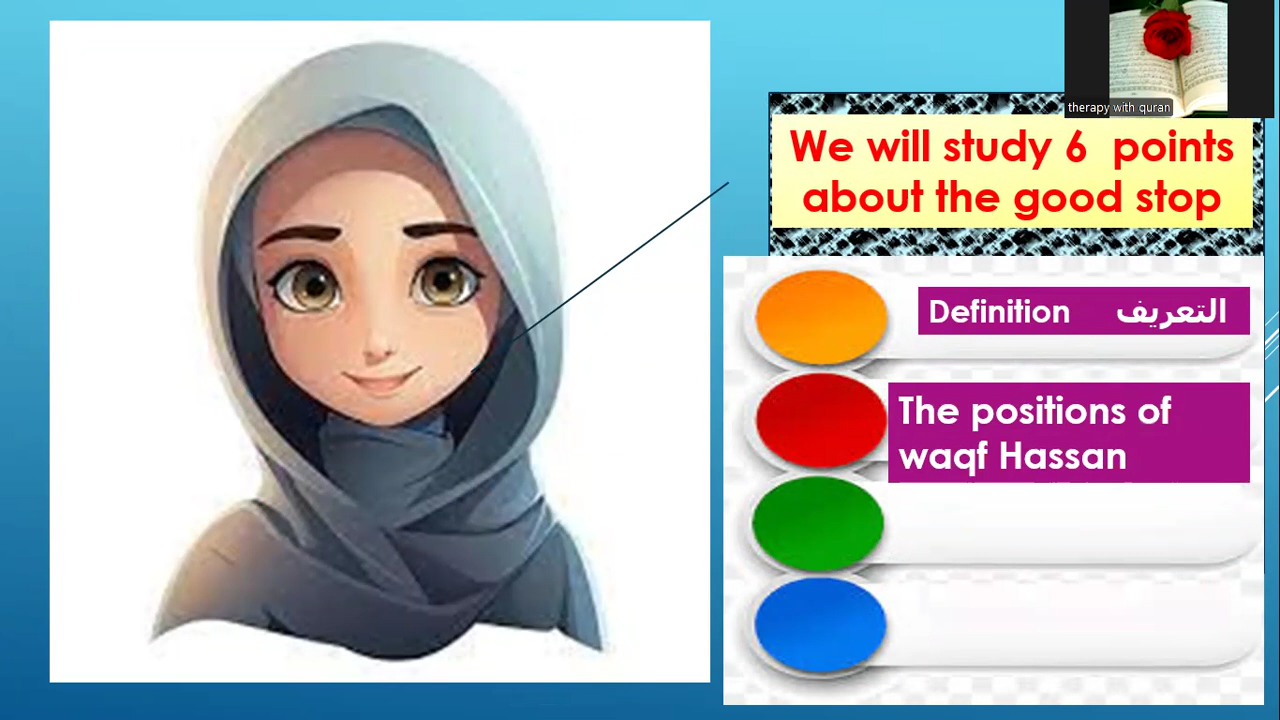 therapy with quran
We will study 6 points
about the good stop
Definition التعريف
The positions of
waqf Hassan